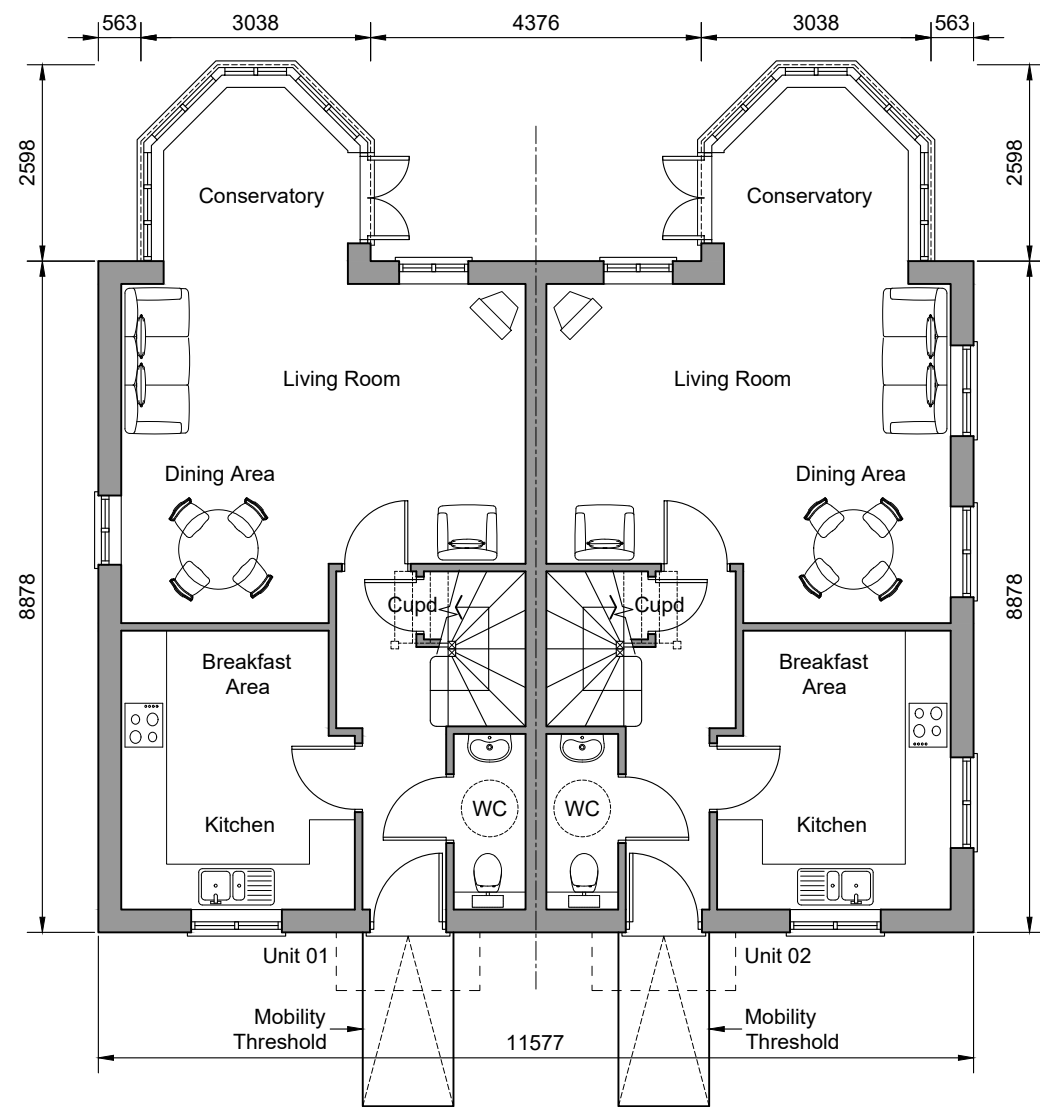 563
3038
4376
3038
563
2598
2598
Conservatory
Conservatory
Living Room
Living Room
Dining Area
Dining Area
8878
8878
Cupd
Cupd
Breakfast
Area
Breakfast
Area
WC
WC
Kitchen
Kitchen
Unit 01
Unit 02
Mobility
Threshold
Mobility
Threshold
11577